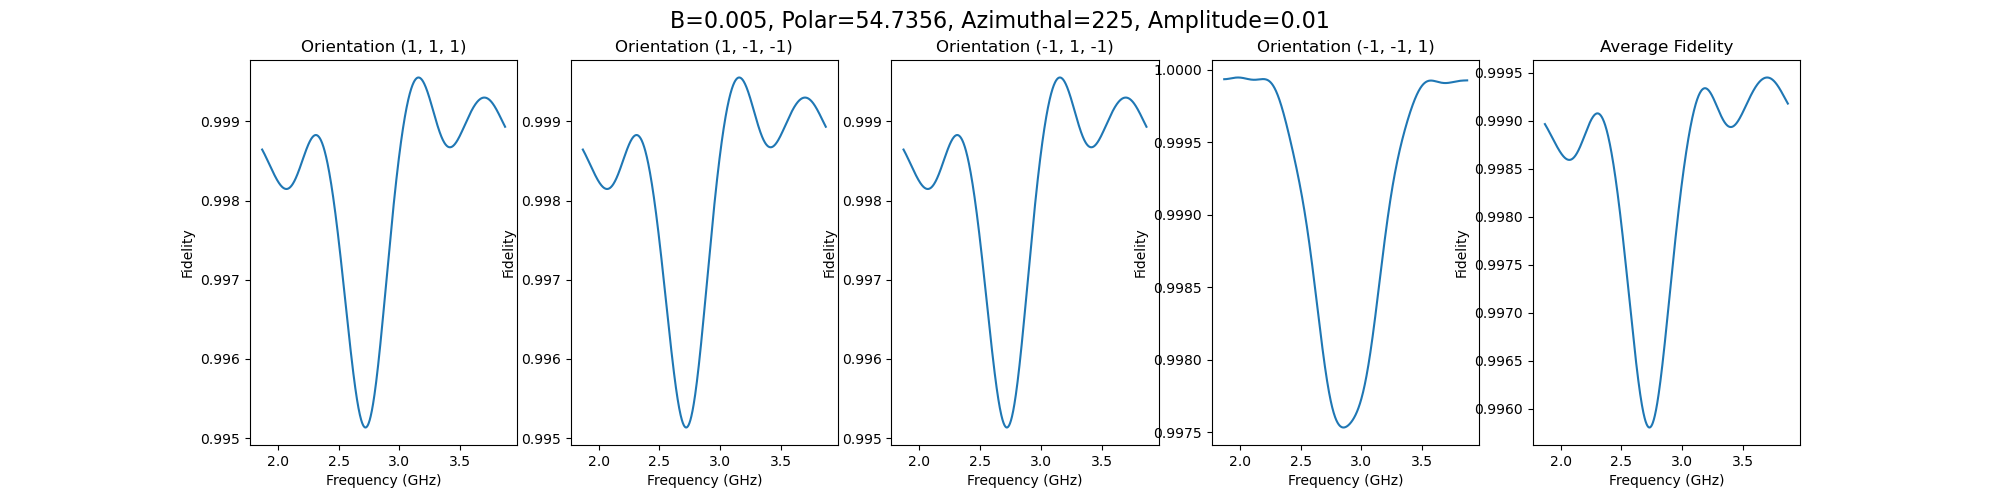 B=0.005, Polar=54.7356, Azimuthal=225, Amplitude=0.01
Orientation (1, 1, 1)
Fidelity
0.999
0.998
0.997
0.996
0.995
2.0 2.5 3.0 3.5
Frequency (GHz)
Orientation (1, -1, -1)
Fidelity
0.999
0.998
0.997
0.996
0.995
2.0 2.5 3.0 3.5
Frequency (GHz)
Orientation (-1, 1, -1)
Fidelity
0.999
0.998
0.997
0.996
0.995
2.0 2.5 3.0 3.5
Frequency (GHz)
Orientation (-1, -1, 1)
Fidelity
1.0000
0.9995
0.9990
0.9985
0.9980
0.9975
2.0 2.5 3.0 3.5
Frequency (GHz)
Average Fidelity
Fidelity
0.9995
0.9990
0.9985
0.9980
0.9975
0.9970
0.9965
0.9960
2.0 2.5 3.0 3.5
Frequency (GHz)